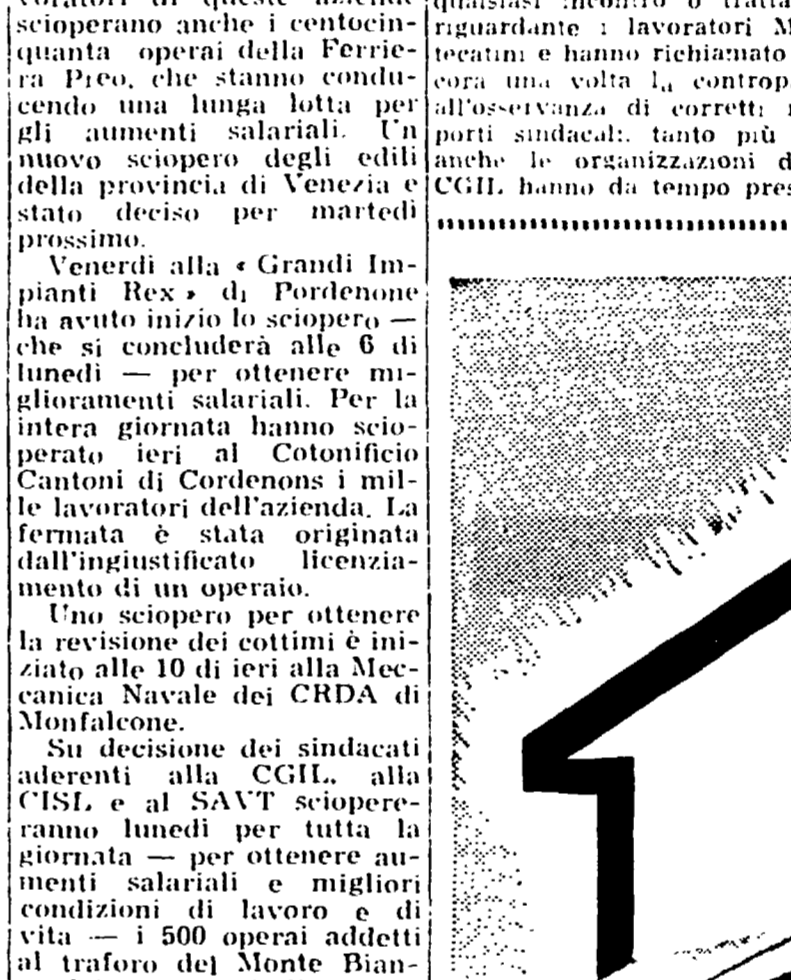 voratori di queste aziende
scioperano anche i centocin-
quanta operai della Ferrie-
ra Preo, che stanno condu-
cendo una lunga lotta per
gli aumenti salariali. Un
nuovo sciopero degli edili
della provincia di Venezia e
stato deciso per martedì
prossimo.
Venerdì alla « Grandi Im-
pianti Rex » di Pordenone
ha avuto inizio lo sciopero —
che si concluderà alle 6 di
lunedì — per ottenere mi-
glioramenti salariali. Per la
intera giornata hanno scio-
perato ieri al Cotonificio
Cantoni di Cordenons i mil-
le lavoratori dell'azienda. La
fermata è stata originata
dall'ingiustificato licenzia-
mento di un operaio.
Uno sciopero per ottenere
la revisione dei cottimi è ini-
ziato alle 10 di ieri alla Mec-
canica Navale dei CRDA di
Monfalcone.
Su decisione dei sindacati
aderenti alla CGIL, alla
CISL e al SAVT sciopere-
ranno lunedì per tutta la
giornata — per ottenere au-
menti salariali e migliori
condizioni di lavoro e di
vita — i 500 operai addetti
al traforo del Monte Bian-
qualsiasi incontro o tratta
riguardante i lavoratori M
tecatini e hanno richiamato
cora una volta la controp
all'osservanza di corretti
porti sindacali, tanto più
anche le organizzazioni d
CGIL hanno da tempo pres